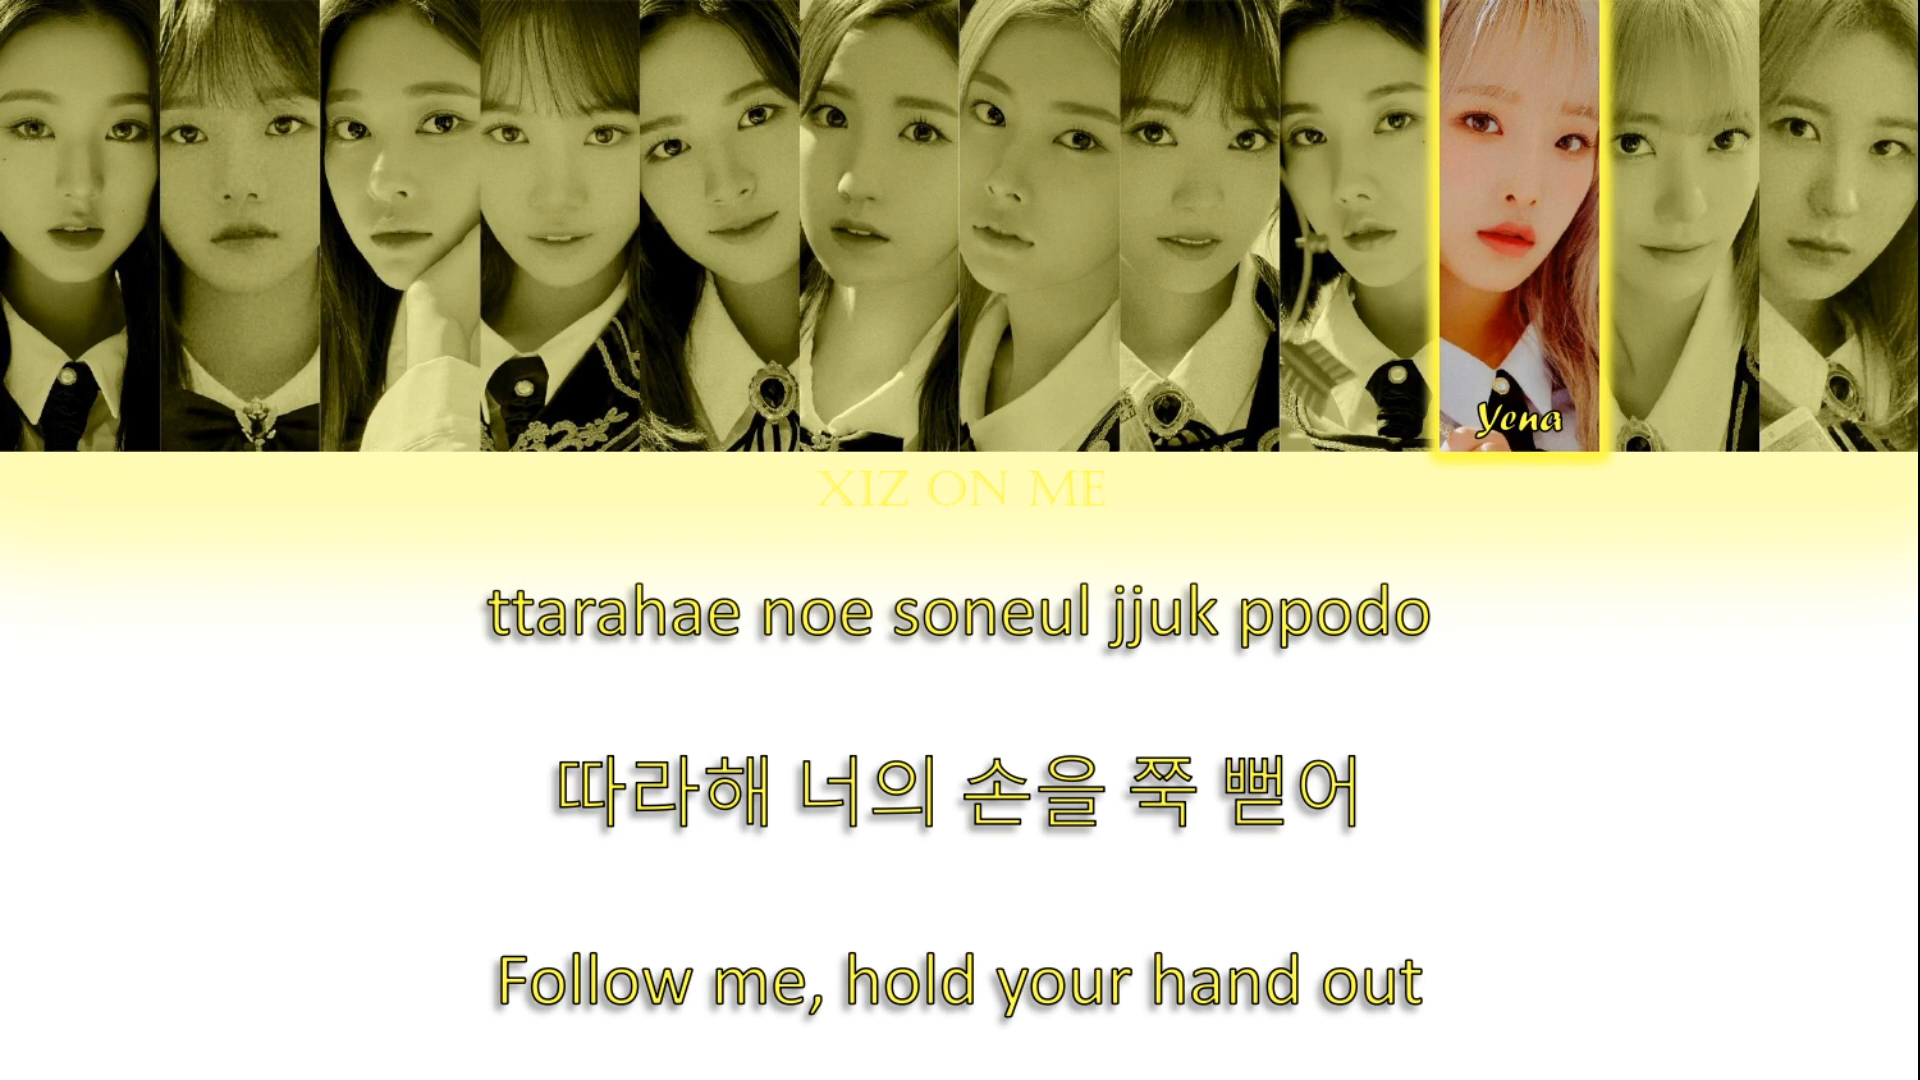 Yena
XIZ ON ME
ttarahae noe soneul jjuk ppodo
따라해 너의 손을 쭉 뻗어
Follow me, hold your hand out